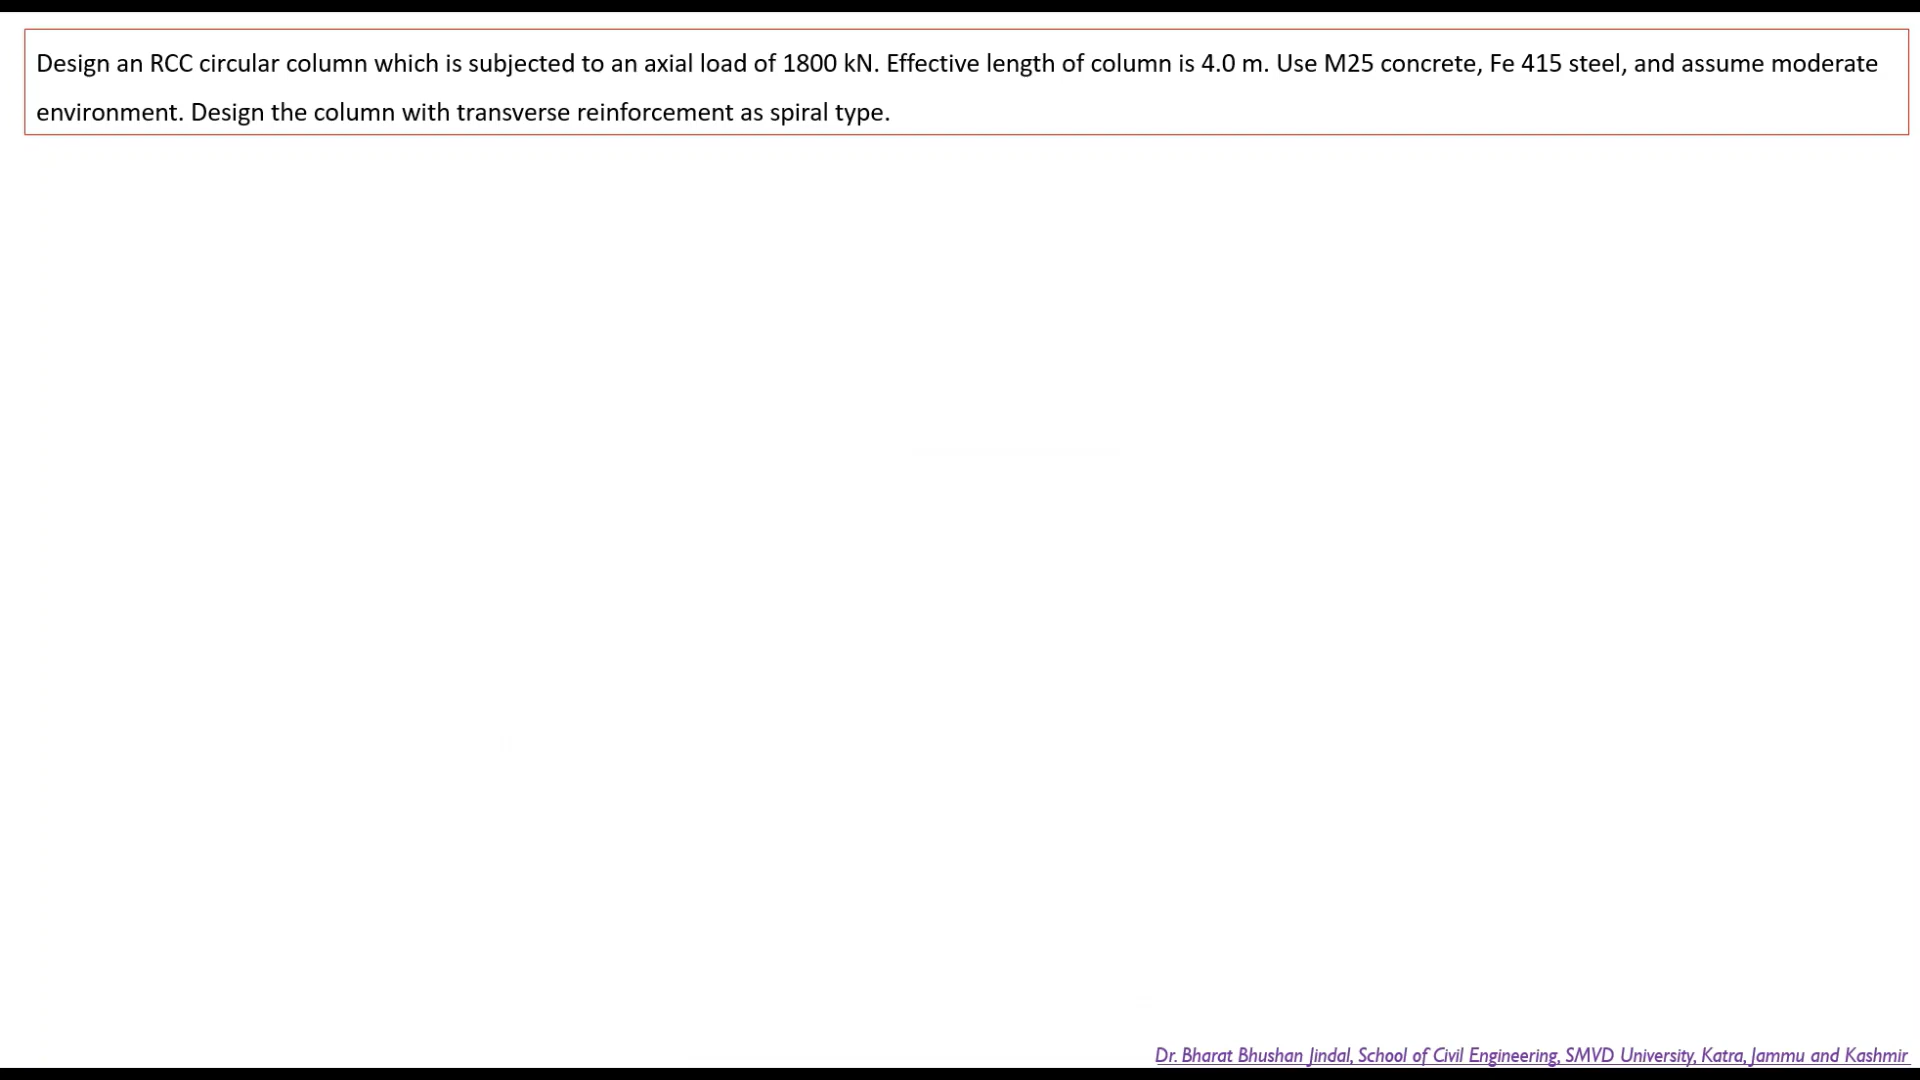 Design an RCC circular column which is subjected to an axial load of 1800 kN. Effective length of column is 4.0 m. Use M25 concrete, Fe 415 steel, and assume moderate
environment. Design the column with transverse reinforcement as spiral type.
Dr. Bharat Bhushan Jindal, School of Civil Engineering, SMVD University, Katra, Jammu and Kashmir